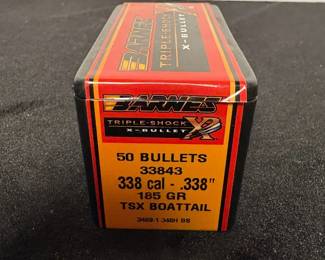 BARNES
TRIPLE-SHOCK
X-BULLET
BARNES
TRIPLE-SHOCK X
X-BULLET
50 BULLETS
33843
338 cal - .338"
185 GR
TSX BOATTAIL